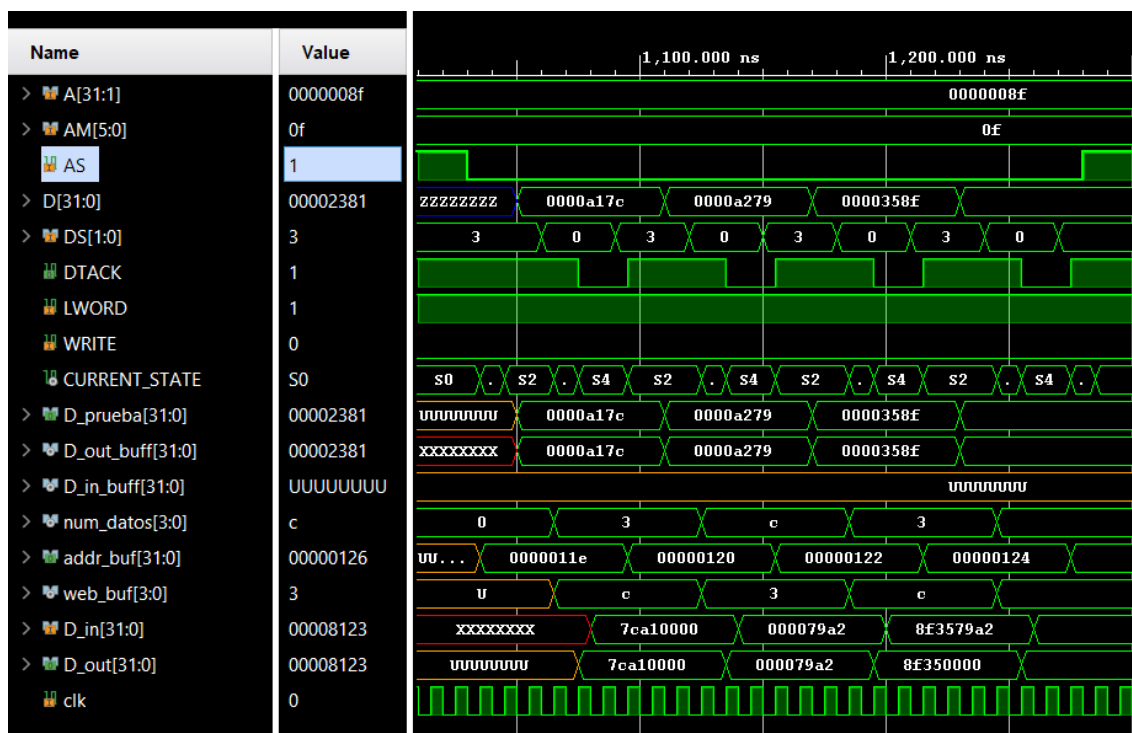 Name Value
1,100.000 ns 1,200.000 ns
A[31:1] 0000008f 0000008f
AM[5:0] 0f 0f
AS 1
D[31:0] 00002381 ZZZZZZZZ 0000a17c 0000a279 0000358f
DS[1:0] 3 3 0 3 0 3 0 3 0
DTACK 1
LWORD 1
WRITE 0
CURRENT_STATE S0 S0 . S2 . S4 S2 . S4 S2 . S4 S2 . S4 .
D_prueba[31:0] 00002381 UUUUUUUU 0000a17c 0000a279 0000358f
D_out_buff[31:0] 00002381 XXXXXXXX 0000a17c 0000a279 0000358f
D_in_buff[31:0] UUUUUUUU UUUUUUUU
num_datos[3:0] c 0 3 c 3
addr_buf[31:0] 00000126 UU... 0000011e 00000120 00000122 00000124
web_buf[3:0] 3 U c 3 c
D_in[31:0] 00008123 XXXXXXXX 7ca10000 000079a2 8f3579a2
D_out[31:0] 00008123 UUUUUUUU 7ca10000 000079a2 8f350000
clk 0